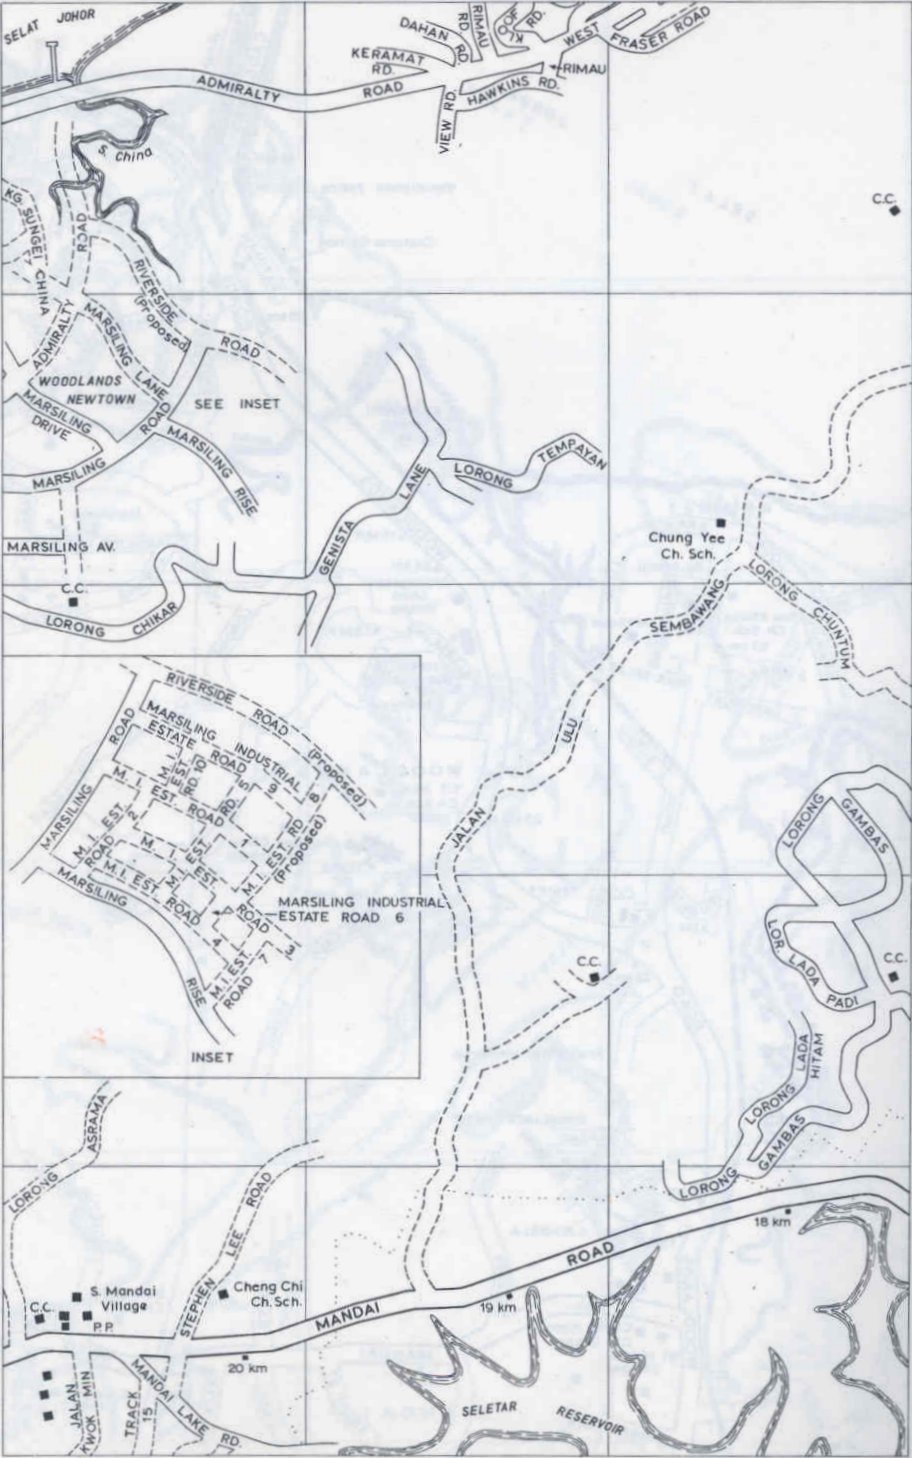 SELAT JOHOR
DAHAN RD.
RIMAU RD.
KOOF KI RD.
WEST FRASER ROAD
KERAMAT RD.
RIMAU
ADMIRALTY ROAD
HAWKINS RD.
VIEW RD.
S. China
C.C.
KG SUNGEI CHINA
ADMIRALTY ROAD
RIVERSIDE ROAD
(Proposed)
MARSILING LANE
WOODLANDS
NEWTOWN
SEE INSET
MARSILING
DRIVE
MARSILING ROAD
MARSILING RISE
LORONG TEMPAYAN
GENISTA LANE
Chung Yee
Ch. Sch.
MARSILING AV.
C.C.
LORONG CHIKAR
LORONG CHUNTUM
JALAN ULU SEMBAWANG
RIVERSIDE ROAD (Proposed)
MARSILING INDUSTRIAL
ESTATE ROAD 9
MARSILING ROAD
M. I. EST. RD 10
M. I. EST. ROAD 1
RD. 5
M. I. EST. RD 8
(Proposed)
M. I. EST. ROAD 2
M. I. EST.
M. I. EST ROAD 4
M. I. EST ROAD 3
MARSILING RISE
MARSILING INDUSTRIAL
ESTATE ROAD 6
M.I. EST. ROAD 7
INSET
LORONG GAMBAS
C.C.
LOR. LADA PADI
C.C.
LORONG LADA HITAM
LORONG ASRAMA
LORONG GAMBAS
STEPHEN LEE ROAD
18 km
MANDAI ROAD
S. Mandai
Village
C.C.
P.P.
Cheng Chi
Ch. Sch.
19 km
20 km
JALAN KWOK MIN
TRACK 15
MANDAI LAKE RD.
SELETAR RESERVOIR